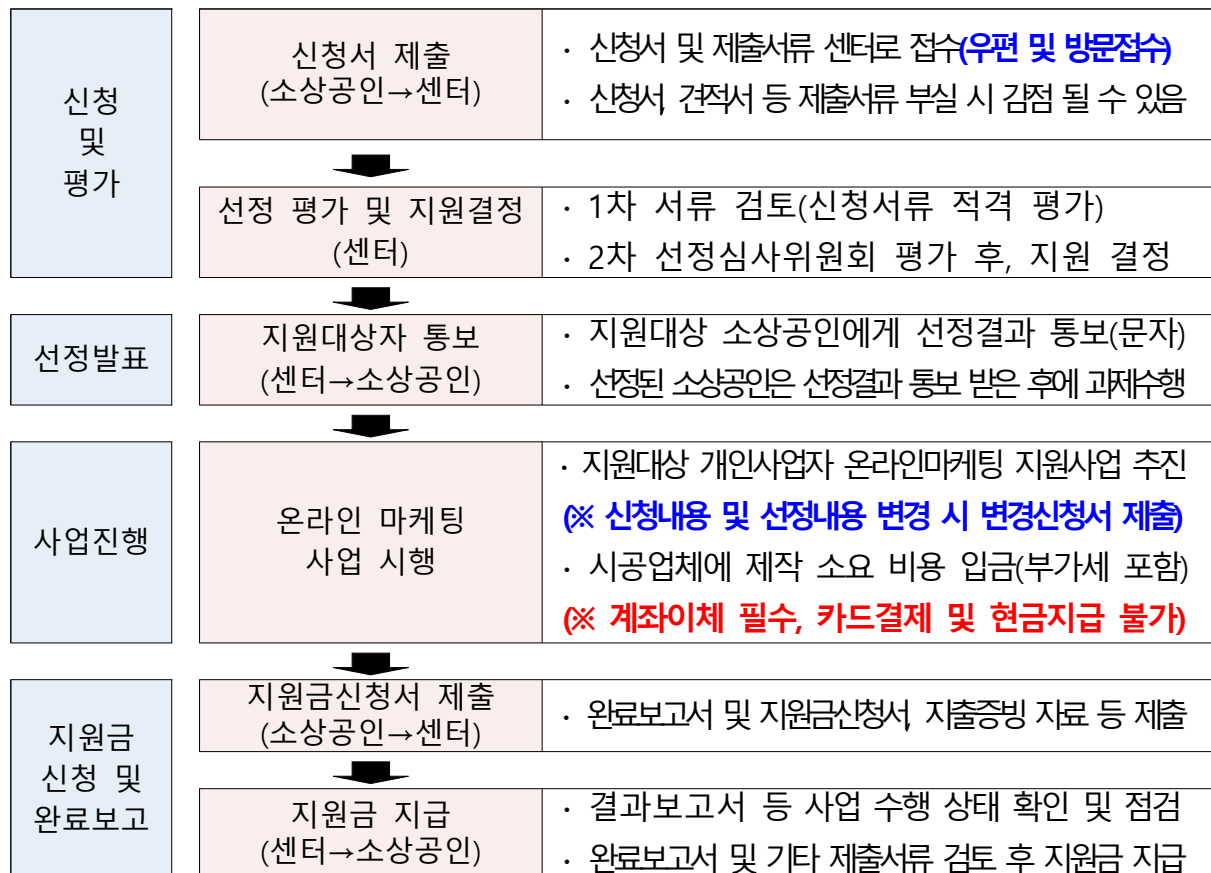 신청
및
평가
신청서 제출
(소상공인→센터)
· 신청서 및 제출서류 센터로 접수(우편 및 방문접수)
· 신청서, 견적서 등 제출서류 부실 시 감점 될 수 있음
선정 평가 및 지원결정
(센터)
· 1차 서류 검토(신청서류 적격 평가)
· 2차 선정심사위원회 평가 후, 지원 결정
선정발표
지원대상자 통보
(센터→소상공인)
· 지원대상 소상공인에게 선정결과 통보(문자)
· 선정된 소상공인은 선정결과 통보 받은 후에 과제수행
사업진행
온라인 마케팅
사업 시행
· 지원대상 개인사업자 온라인마케팅 지원사업 추진
(※ 신청내용 및 선정내용 변경 시 변경신청서 제출)
· 시공업체에 제작 소요 비용 입금(부가세 포함)
(※ 계좌이체 필수, 카드결제 및 현금지급 불가)
지원금
신청 및
완료보고
지원금신청서 제출
(소상공인→센터)
· 완료보고서 및 지원금신청서, 지출증빙 자료 등 제출
지원금 지급
(센터→소상공인)
· 결과보고서 등 사업 수행 상태 확인 및 점검
· 완료보고서 및 기타 제출서류 검토 후 지원금 지급